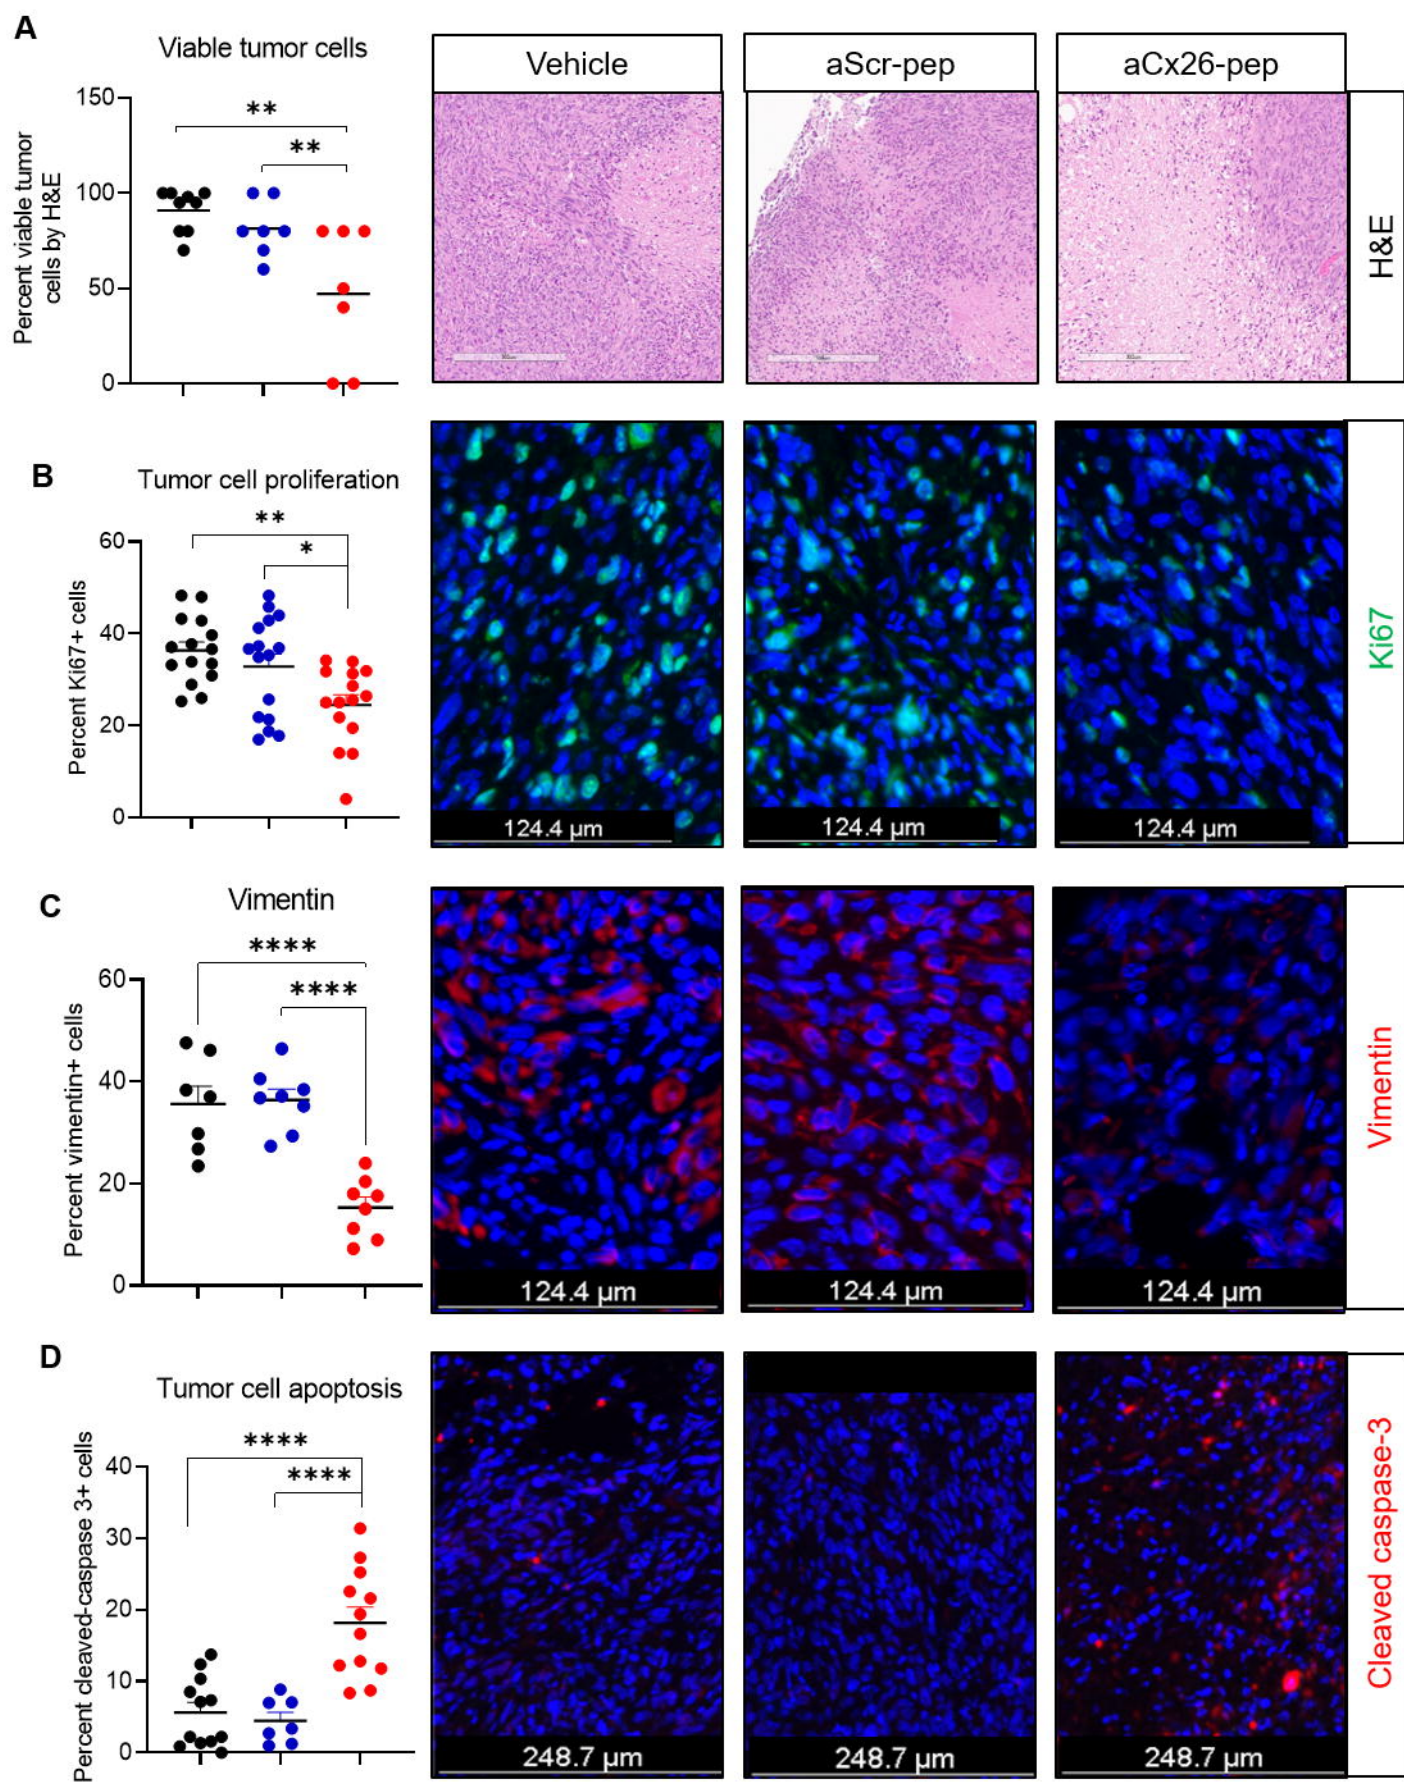 A
Viable tumor cells
Vehicle
aScr-pep
aCx26-pep
Percent viable tumor
cells by H&E
150
100
50
0
**
**
H&E
B
Tumor cell proliferation
Percent Ki67+ cells
60
40
20
0
**
*
124.4 µm
124.4 µm
124.4 µm
Ki67
C
Vimentin
Percent vimentin+ cells
60
40
20
0
****
****
124.4 µm
124.4 µm
124.4 µm
Vimentin
D
Tumor cell apoptosis
Percent cleaved-caspase 3+ cells
40
30
20
10
0
****
****
248.7 µm
248.7 µm
248.7 µm
Cleaved caspase-3